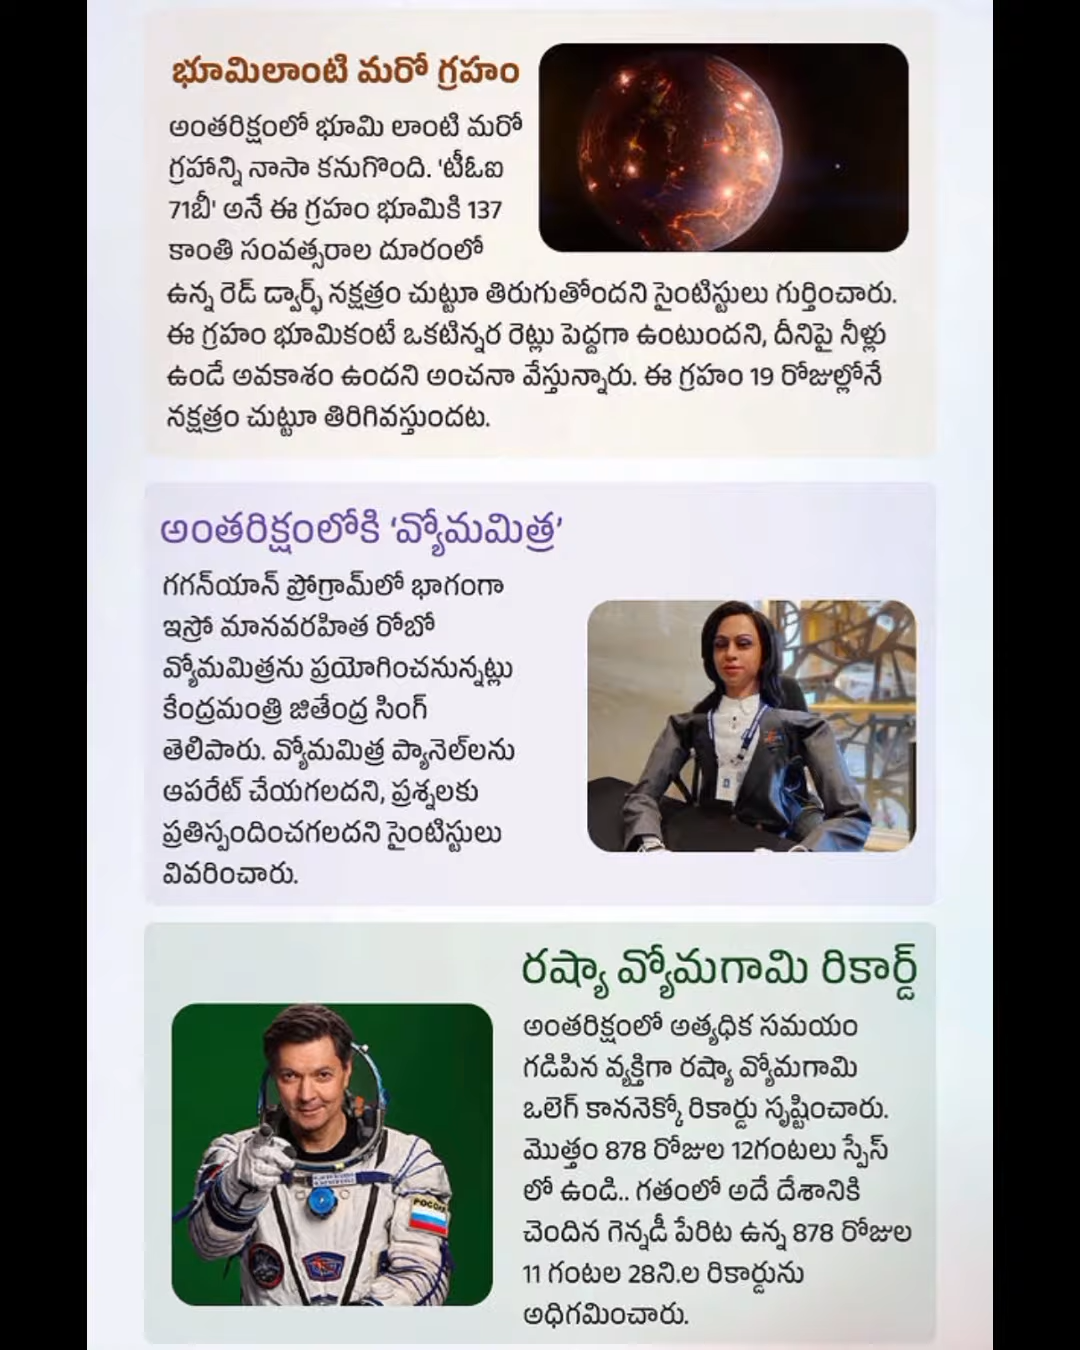 భూమిలాంటి మరో గ్రహం
అంతరిక్షంలో భూమి లాంటి మరో
గ్రహాన్ని నాసా కనుగొంది. 'టీఓఐ
71బీ' అనే ఈ గ్రహం భూమికి 137
కాంతి సంవత్సరాల దూరంలో
ఉన్న రెడ్ డ్వార్ఫ్ నక్షత్రం చుట్టూ తిరుగుతోందని సైంటిస్టులు గుర్తించారు.
ఈ గ్రహం భూమికంటే ఒకటిన్నర రెట్లు పెద్దగా ఉంటుందని, దీనిపై నీళ్లు
ఉండే అవకాశం ఉందని అంచనా వేస్తున్నారు. ఈ గ్రహం 19 రోజుల్లోనే
నక్షత్రం చుట్టూ తిరిగివస్తుందట.
అంతరిక్షంలోకి ‘వ్యోమమిత్ర’
గగన్‌యాన్ ప్రోగ్రామ్‌లో భాగంగా
ఇస్రో మానవరహిత రోబో
వ్యోమమిత్రను ప్రయోగించనున్నట్లు
కేంద్రమంత్రి జితేంద్ర సింగ్
తెలిపారు. వ్యోమమిత్ర ప్యానెల్‌లను
ఆపరేట్ చేయగలదని, ప్రశ్నలకు
ప్రతిస్పందించగలదని సైంటిస్టులు
వివరించారు.
రష్యా వ్యోమగామి రికార్డ్
అంతరిక్షంలో అత్యధిక సమయం
గడిపిన వ్యక్తిగా రష్యా వ్యోమగామి
ఒలెగ్ కాననెక్కో రికార్డు సృష్టించారు.
మొత్తం 878 రోజుల 12గంటలు స్పేస్
లో ఉండి.. గతంలో అదే దేశానికి
చెందిన గెన్నడీ పేరిట ఉన్న 878 రోజుల
11 గంటల 28ని.ల రికార్డును
అధిగమించారు.
РОССИЯ